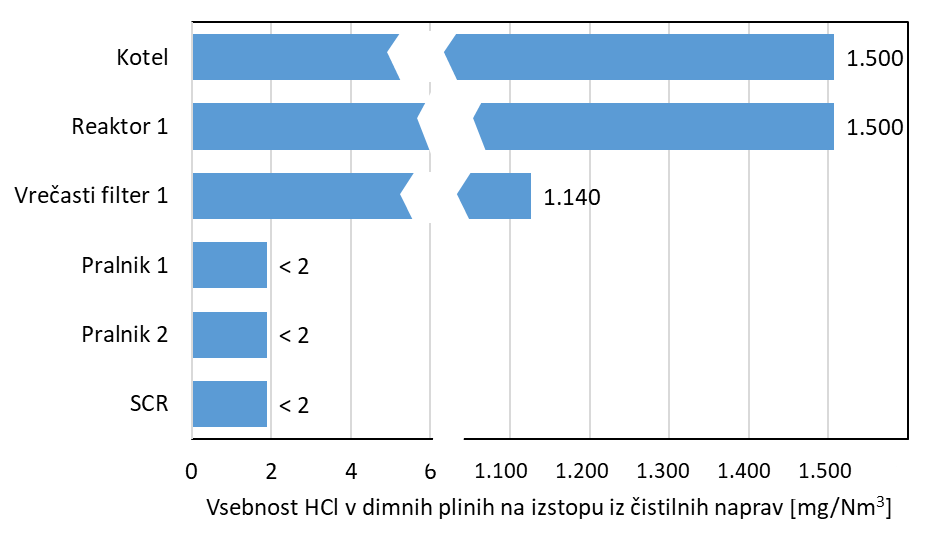 Kotel 1.500
Reaktor 1 1.500
Vrečasti filter 1 1.140
Pralnik 1 < 2
Pralnik 2 < 2
SCR < 2
0 2 4 6 1.100 1.200 1.300 1.400 1.500
Vsebnost HCl v dimnih plinih na izstopu iz čistilnih naprav [mg/Nm³]